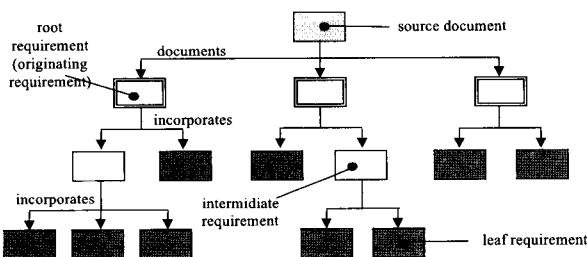 source document
root
requirement
(originating
requirement)
documents
incorporates
incorporates
intermidiate
requirement
leaf requirement